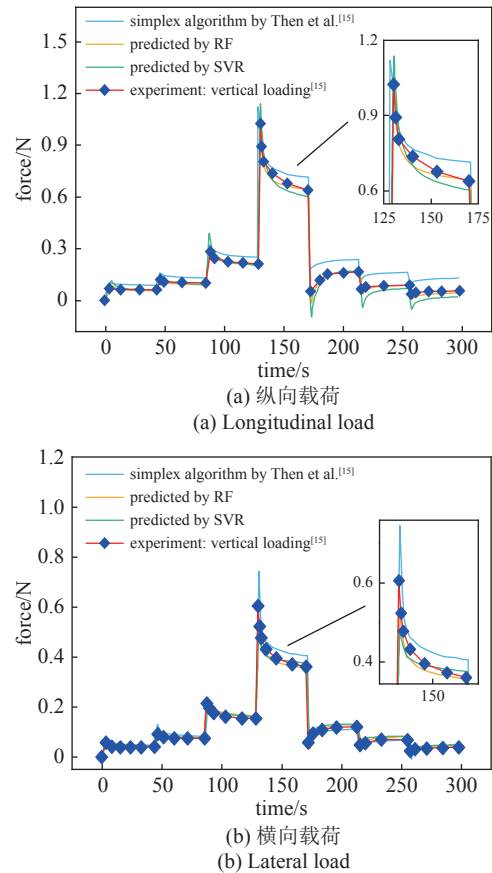 simplex algorithm by Then et al.[15]
predicted by RF
predicted by SVR
experiment: vertical loading[15]
1.5
1.2
0.9
0.6
0.3
0
force/N
1.2
0.9
0.6
125 150 175
0 50 100 150 200 250 300
time/s
(a) 纵向载荷
(a) Longitudinal load
simplex algorithm by Then et al.[15]
predicted by RF
predicted by SVR
experiment: vertical loading[15]
1.2
1.0
0.8
0.6
0.4
0.2
0
force/N
0.6
0.4
150
0 50 100 150 200 250 300
time/s
(b) 横向载荷
(b) Lateral load